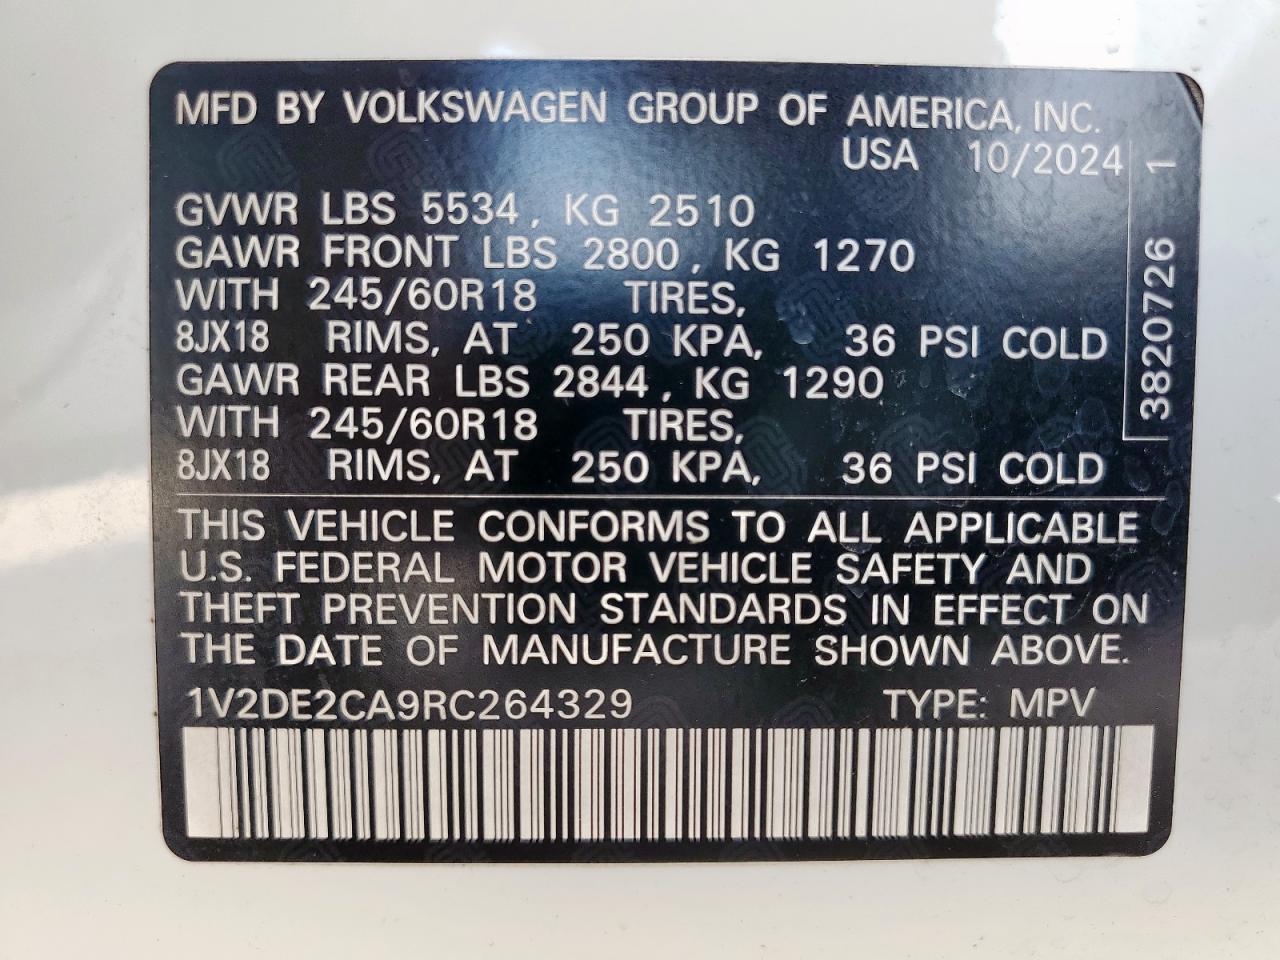 MFD BY VOLKSWAGEN GROUP OF AMERICA, INC.
USA 10/2024
GVWR LBS 5534, KG 2510
GAWR FRONT LBS 2800, KG 1270
WITH 245/60R18 TIRES,
8JX18 RIMS, AT 250 KPA, 36 PSI COLD
GAWR REAR LBS 2844, KG 1290
WITH 245/60R18 TIRES,
8JX18 RIMS, AT 250 KPA, 36 PSI COLD
3820726 1
THIS VEHICLE CONFORMS TO ALL APPLICABLE
U.S. FEDERAL MOTOR VEHICLE SAFETY AND
THEFT PREVENTION STANDARDS IN EFFECT ON
THE DATE OF MANUFACTURE SHOWN ABOVE.
1V2DE2CA9RC264329 TYPE: MPV